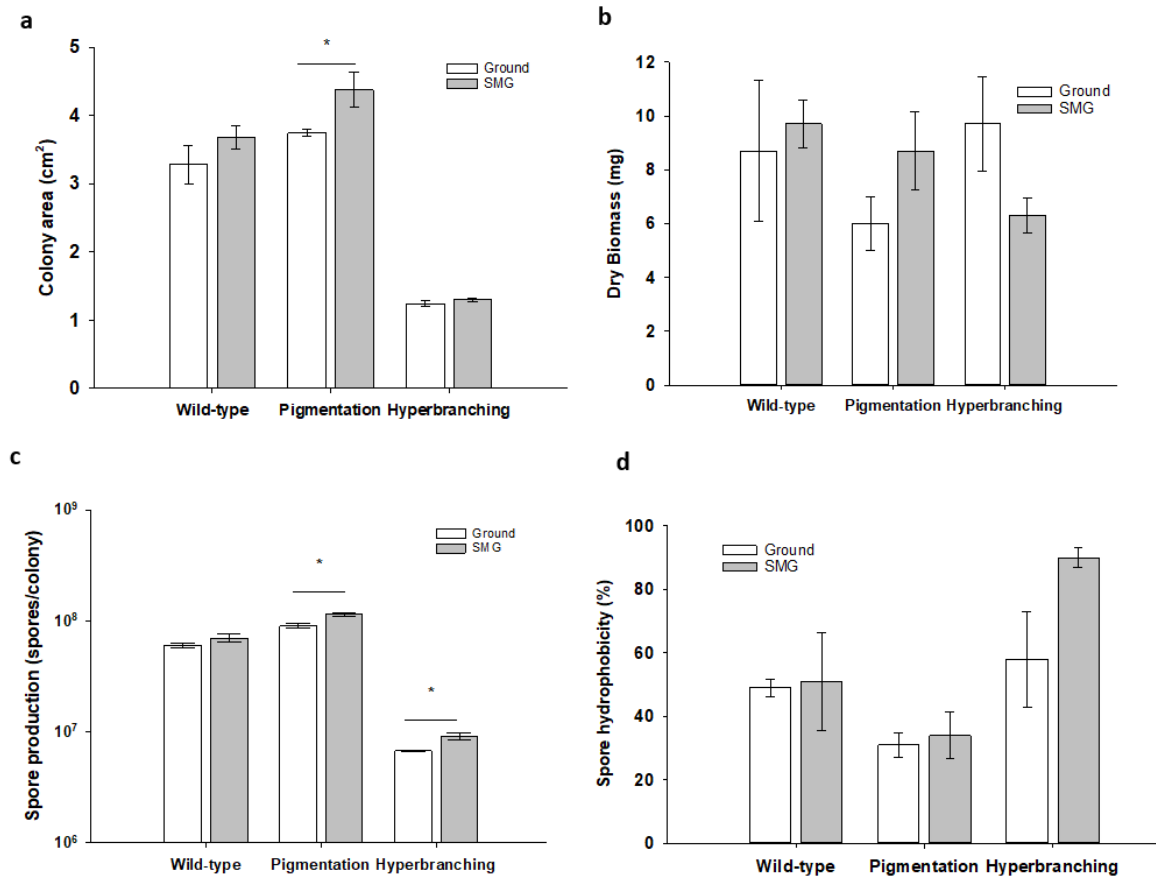 a
5
4
3
2
1
0
Colony area (cm²)
*
Ground
SMG
Wild-type Pigmentation Hyperbranching
b
12
10
8
6
4
2
0
Dry Biomass (mg)
Ground
SMG
Wild-type Pigmentation Hyperbranching
c
10⁹
10⁸
10⁷
10⁶
Spore production (spores/colony)
*
*
Ground
SMG
Wild-type Pigmentation Hyperbranching
d
100
80
60
40
20
0
Spore hydrophobicity (%)
Ground
SMG
Wild-type Pigmentation Hyperbranching